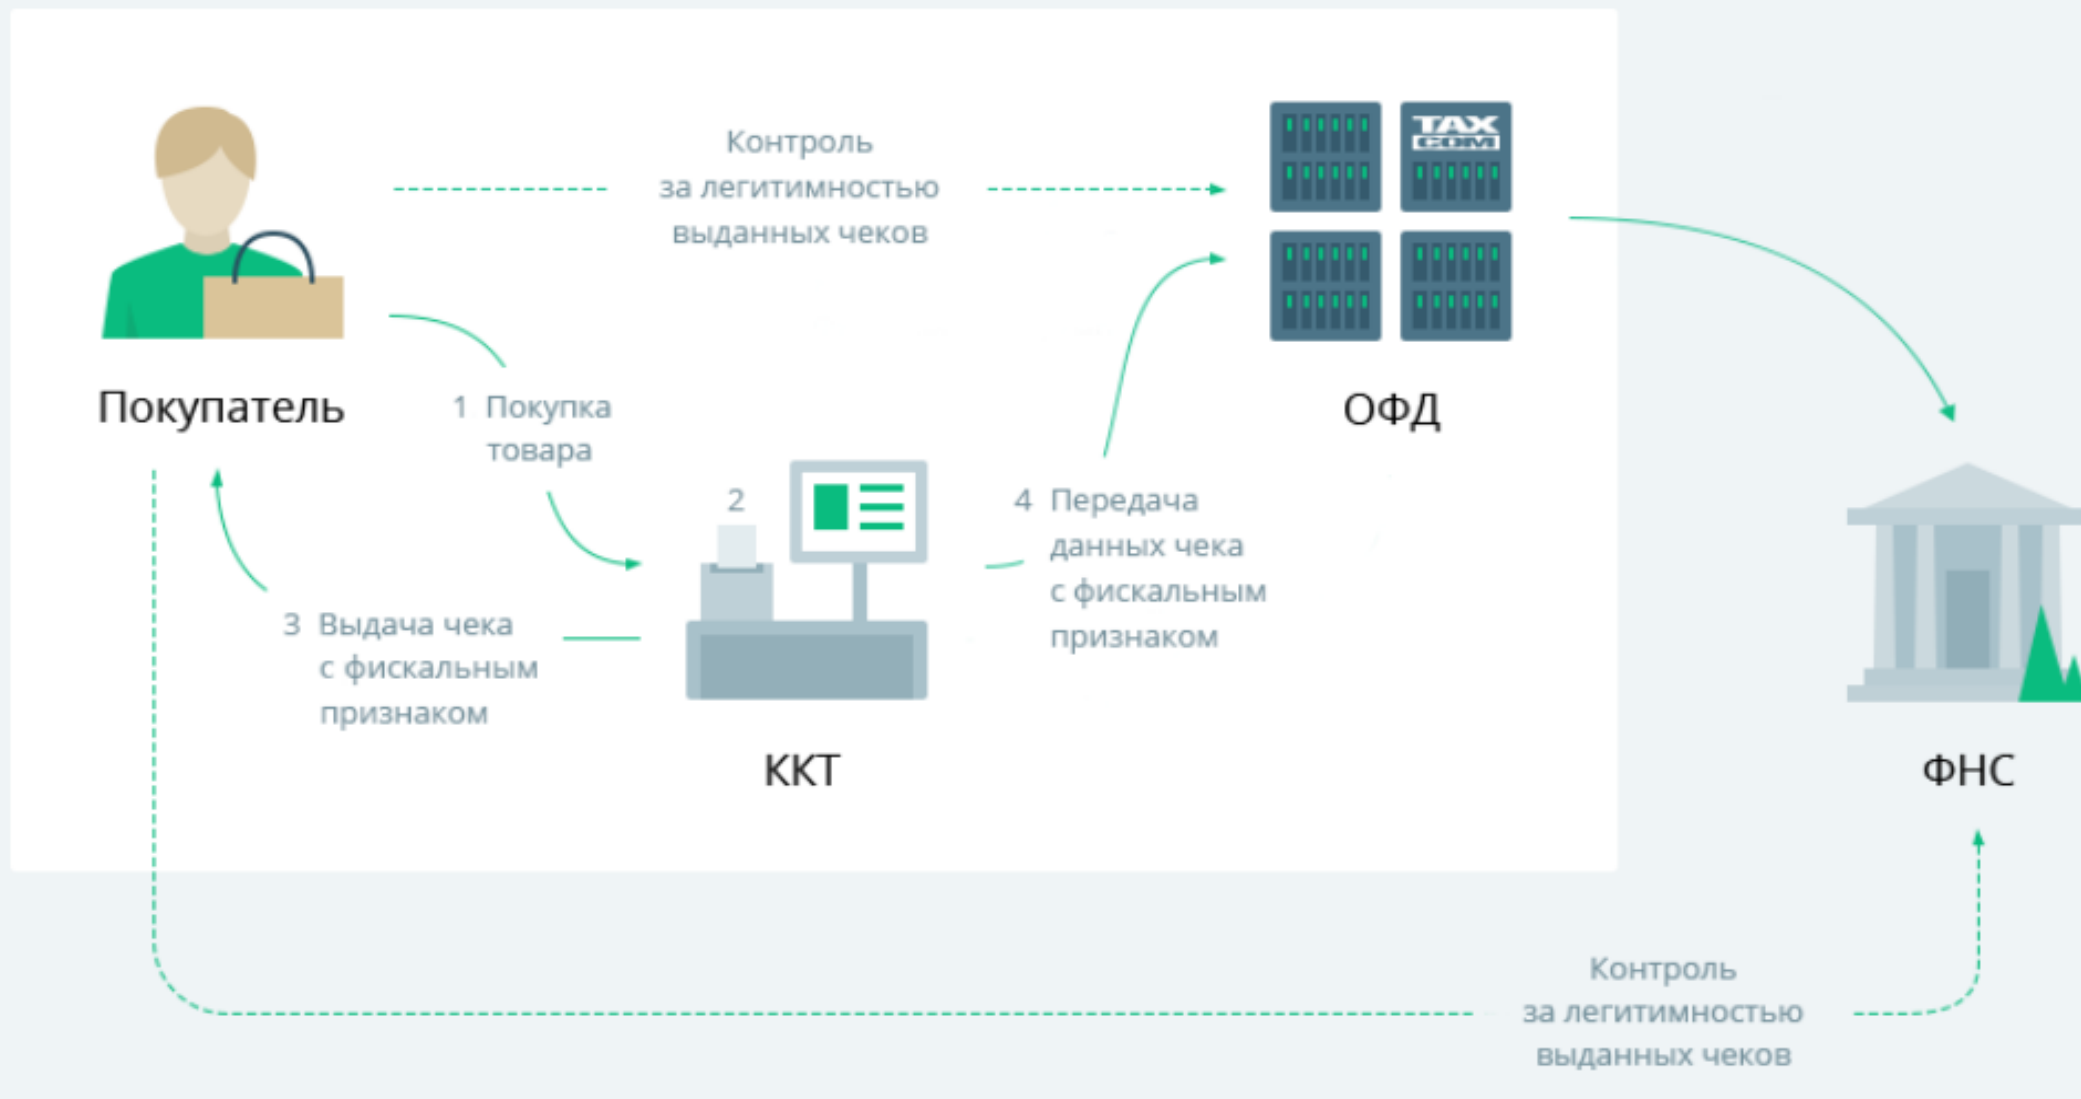 Контроль
за легитимностью
выданных чеков
TAX
COM
Покупатель
1 Покупка
товара
ОФД
2
4 Передача
данных чека
с фискальным
признаком
3 Выдача чека
с фискальным
признаком
ККТ
ФНС
Контроль
за легитимностью
выданных чеков